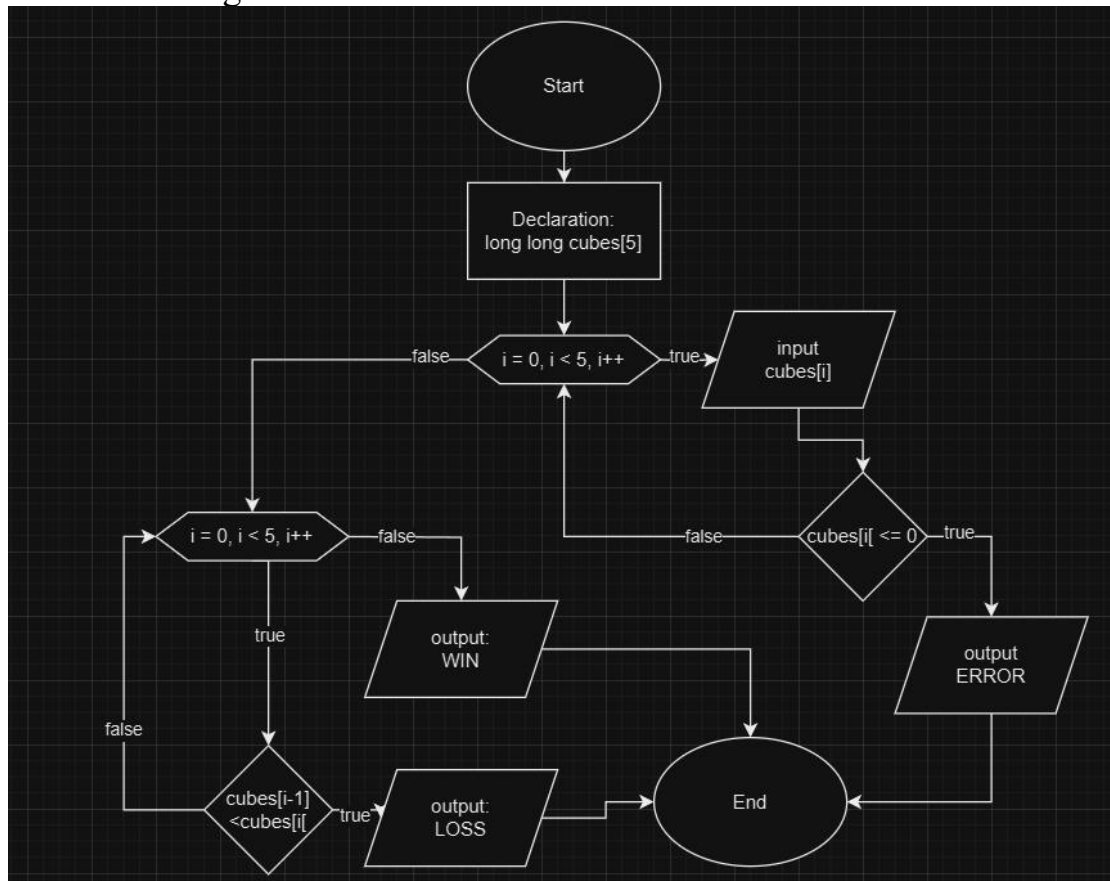 Start
Declaration:
long long cubes[5]
false
i = 0, i < 5, i++
true
input
cubes[i]
i = 0, i < 5, i++
false
false
cubes[i[ <= 0
true
true
output:
WIN
output
ERROR
false
cubes[i-1]
<cubes[i[
true
output:
LOSS
End